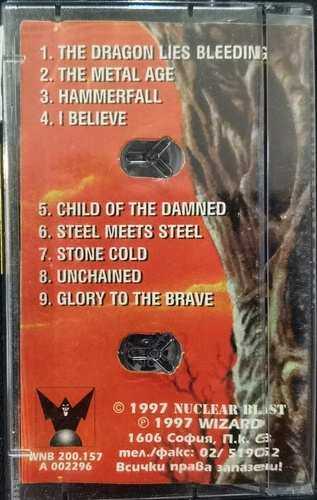 1. THE DRAGON LIES BLEEDING
2. THE METAL AGE
3. HAMMERFALL
4. I BELIEVE
5. CHILD OF THE DAMNED
6. STEEL MEETS STEEL
7. STONE COLD
8. UNCHAINED
9. GLORY TO THE BRAVE
© 1997 NUCLEAR BLAST
℗ 1997 WIZARD
1606 София, П.к. 63
тел./факс: 02/ 519052
Всички права запазени!
WNB 200.157
A 002296